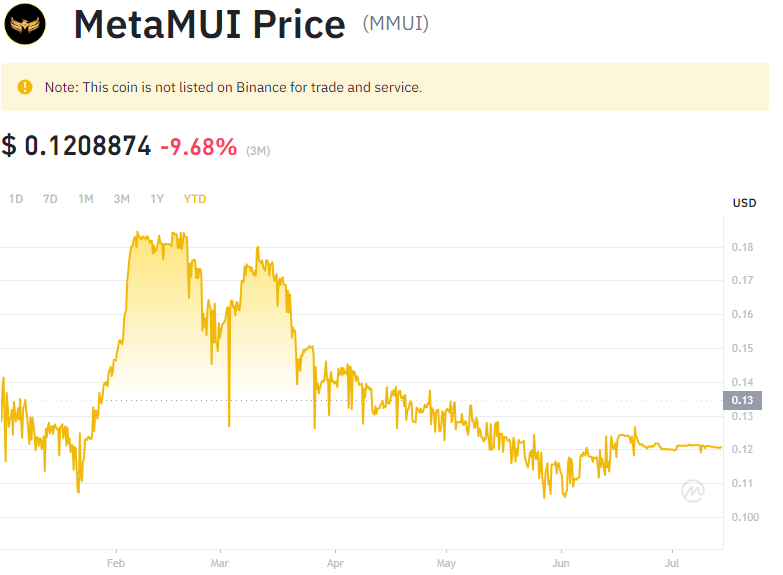 MetaMUI Price (MMUI)
Note: This coin is not listed on Binance for trade and service.
$ 0.1208874 -9.68% (3M)
1D 7D 1M 3M 1Y YTD
USD
0.18
0.17
0.16
0.15
0.14
0.13
0.13
0.12
0.11
0.100
Feb Mar Apr May Jun Jul